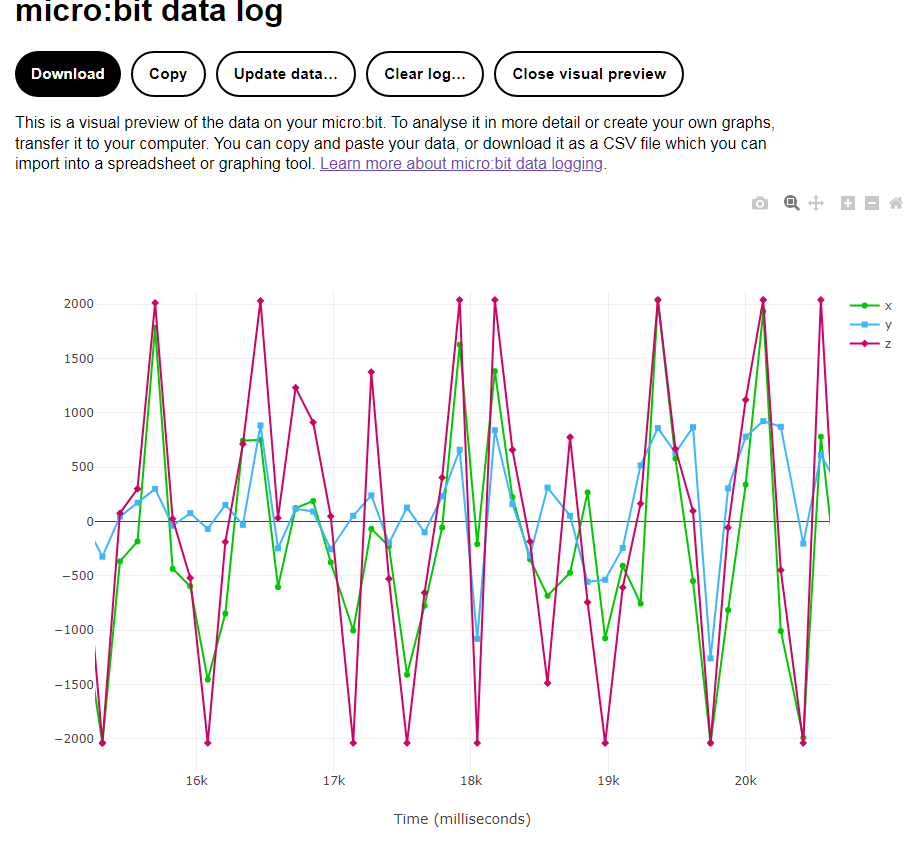 micro:bit data log
Download Copy Update data... Clear log... Close visual preview
This is a visual preview of the data on your micro:bit. To analyse it in more detail or create your own graphs,
transfer it to your computer. You can copy and paste your data, or download it as a CSV file which you can
import into a spreadsheet or graphing tool. Learn more about micro:bit data logging.
2000
1500
1000
500
0
−500
−1000
−1500
−2000
x
y
z
16k 17k 18k 19k 20k
Time (milliseconds)